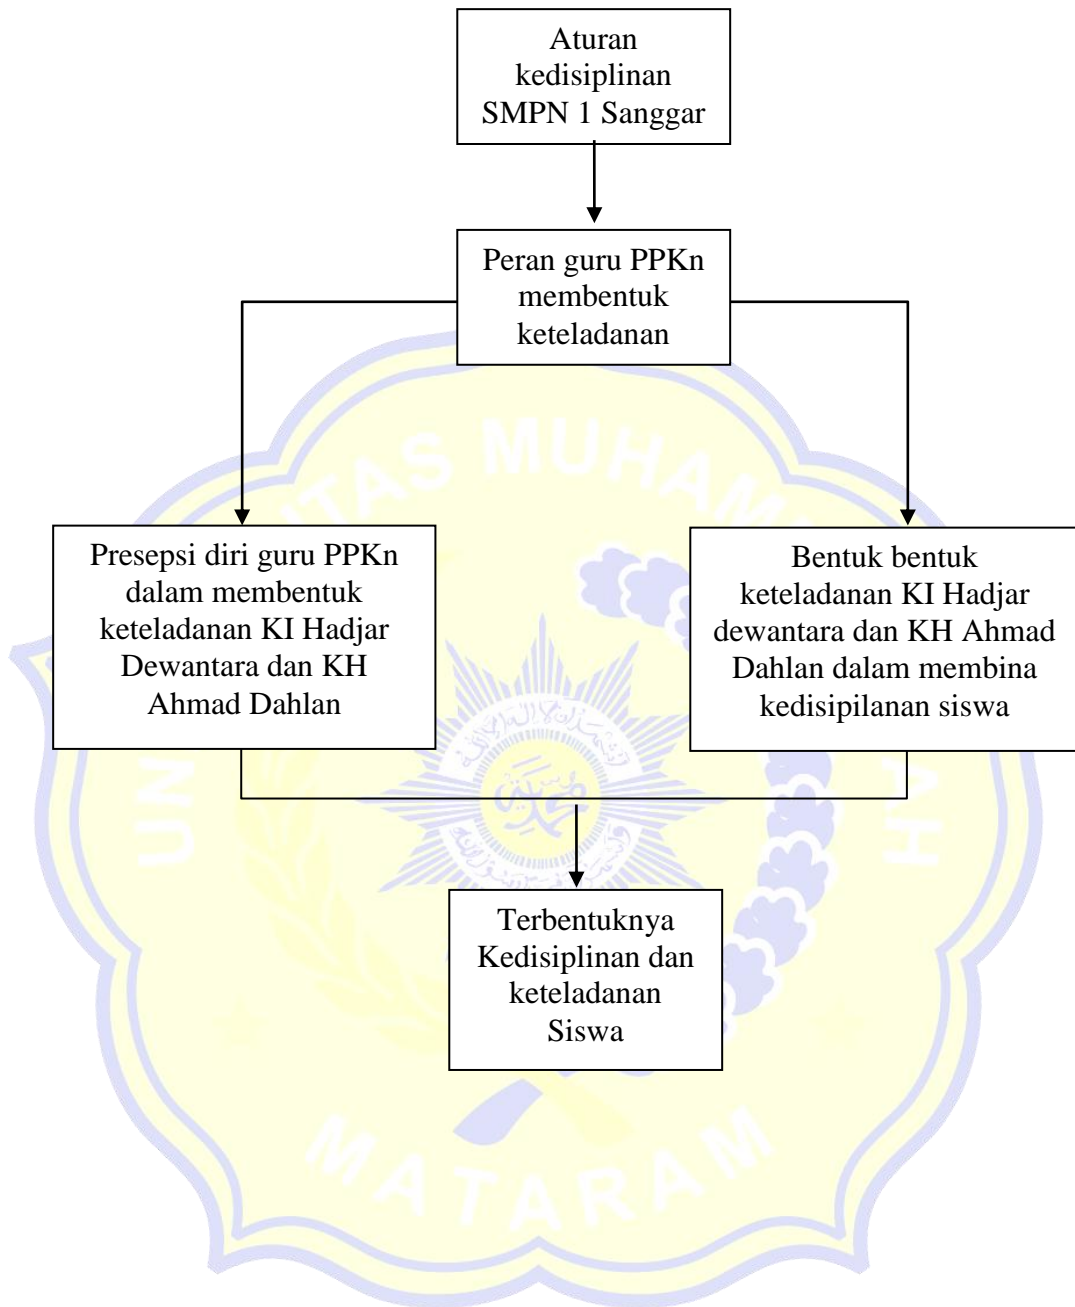 Aturan
kedisiplinan
SMPN 1 Sanggar
Peran guru PPKn
membentuk
keteladanan
Presepsi diri guru PPKn
dalam membentuk
keteladanan KI Hadjar
Dewantara dan KH
Ahmad Dahlan
Bentuk bentuk
keteladanan KI Hadjar
dewantara dan KH Ahmad
Dahlan dalam membina
kedisipilanan siswa
Terbentuknya
Kedisiplinan dan
keteladanan
Siswa
MATARAM